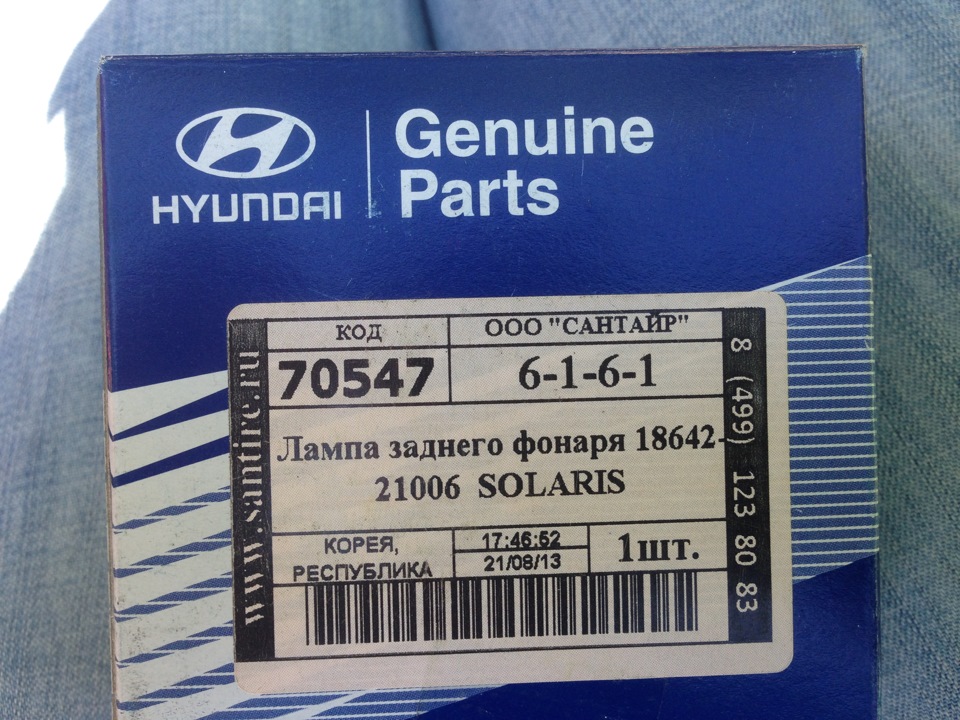 HYUNDAI
Genuine
Parts
www.santire.ru
КОД
ООО "САНТАЙР"
70547
6-1-6-1
Лампа заднего фонаря 18642-
21006 SOLARIS
КОРЕЯ,
РЕСПУБЛИКА
17:46:52
21/08/13
1шт.
8 (499) 123 80 83